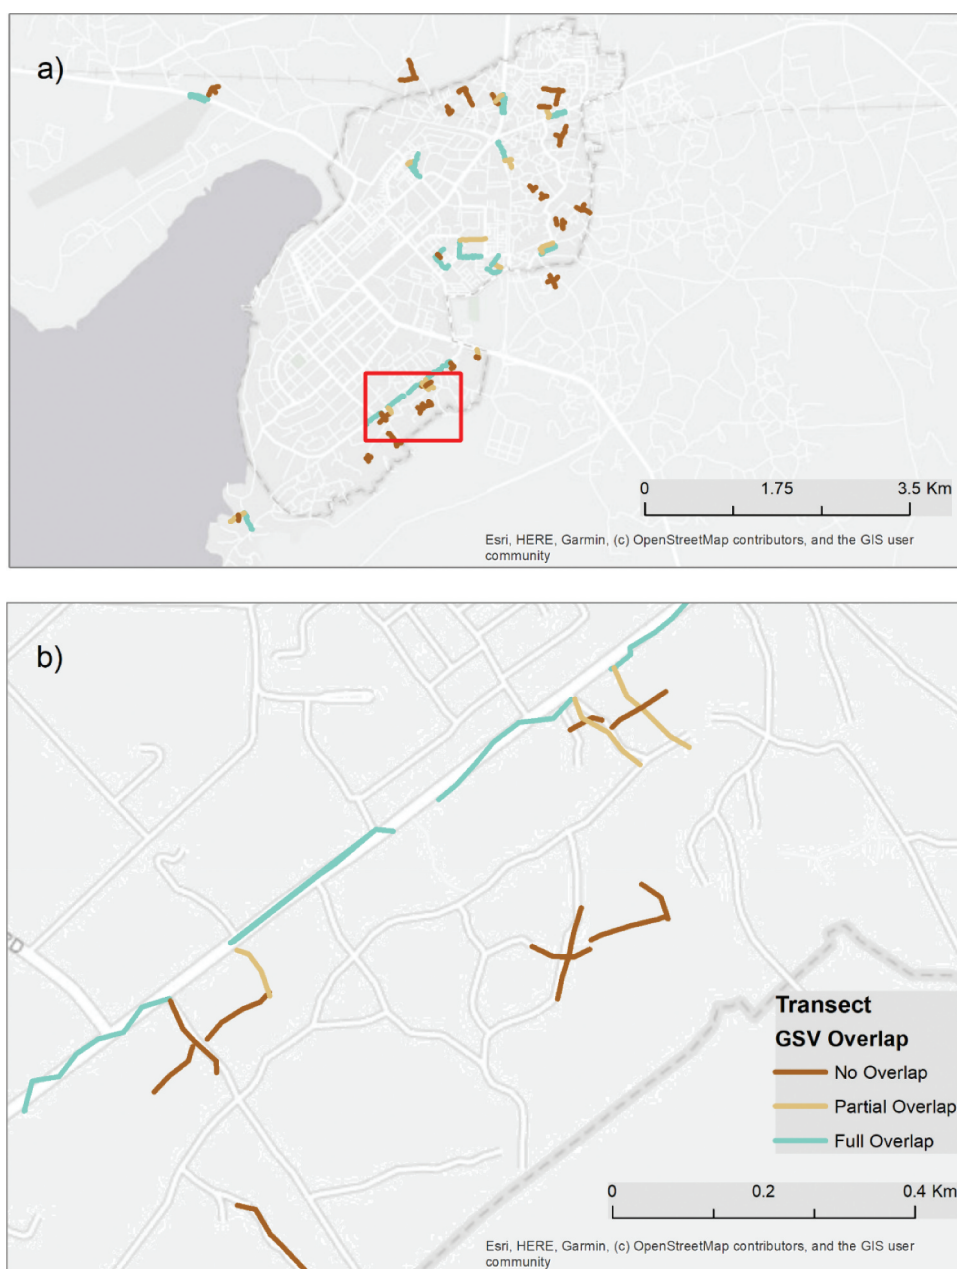 a)
0 1.75 3.5 Km
Esri, HERE, Garmin, (c) OpenStreetMap contributors, and the GIS user
community
b)
Transect
GSV Overlap
No Overlap
Partial Overlap
Full Overlap
0 0.2 0.4 Km
Esri, HERE, Garmin, (c) OpenStreetMap contributors, and the GIS user
community